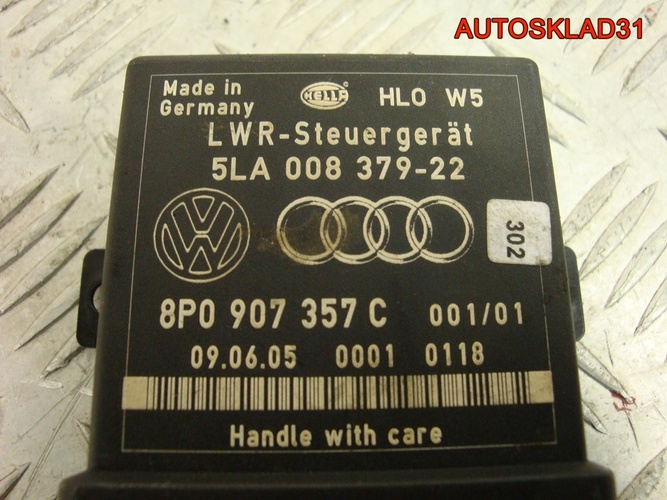 AUTOSKLAD31
Made in
Germany
HELLA
HLO W5
LWR-Steuergerät
5LA 008 379-22
VW
302
8P0 907 357 C 001/01
09.06.05 0001 0118
Handle with care